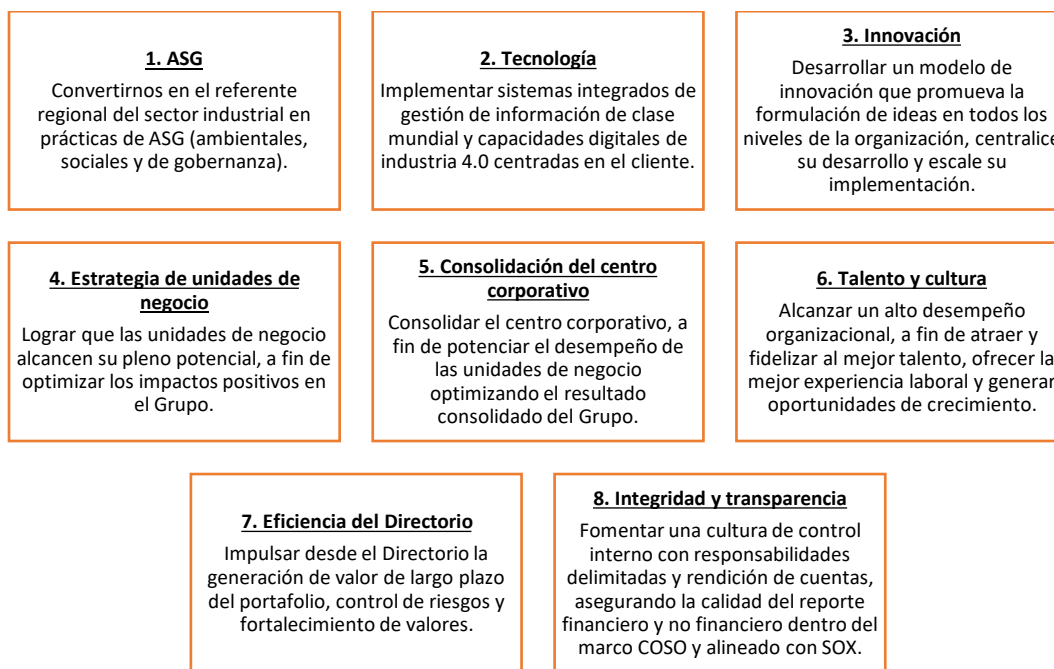 1. ASG
Convertirnos en el referente
regional del sector industrial en
prácticas de ASG (ambientales,
sociales y de gobernanza).
2. Tecnología
Implementar sistemas integrados de
gestión de información de clase
mundial y capacidades digitales de
industria 4.0 centradas en el cliente.
3. Innovación
Desarrollar un modelo de
innovación que promueva la
formulación de ideas en todos los
niveles de la organización, centralice
su desarrollo y escale su
implementación.
4. Estrategia de unidades de
negocio
Lograr que las unidades de negocio
alcancen su pleno potencial, a fin de
optimizar los impactos positivos en
el Grupo.
5. Consolidación del centro
corporativo
Consolidar el centro corporativo, a
fin de potenciar el desempeño de
las unidades de negocio
optimizando el resultado
consolidado del Grupo.
6. Talento y cultura
Alcanzar un alto desempeño
organizacional, a fin de atraer y
fidelizar al mejor talento, ofrecer la
mejor experiencia laboral y generar
oportunidades de crecimiento.
7. Eficiencia del Directorio
Impulsar desde el Directorio la
generación de valor de largo plazo
del portafolio, control de riesgos y
fortalecimiento de valores.
8. Integridad y transparencia
Fomentar una cultura de control
interno con responsabilidades
delimitadas y rendición de cuentas,
asegurando la calidad del reporte
financiero y no financiero dentro del
marco COSO y alineado con SOX.